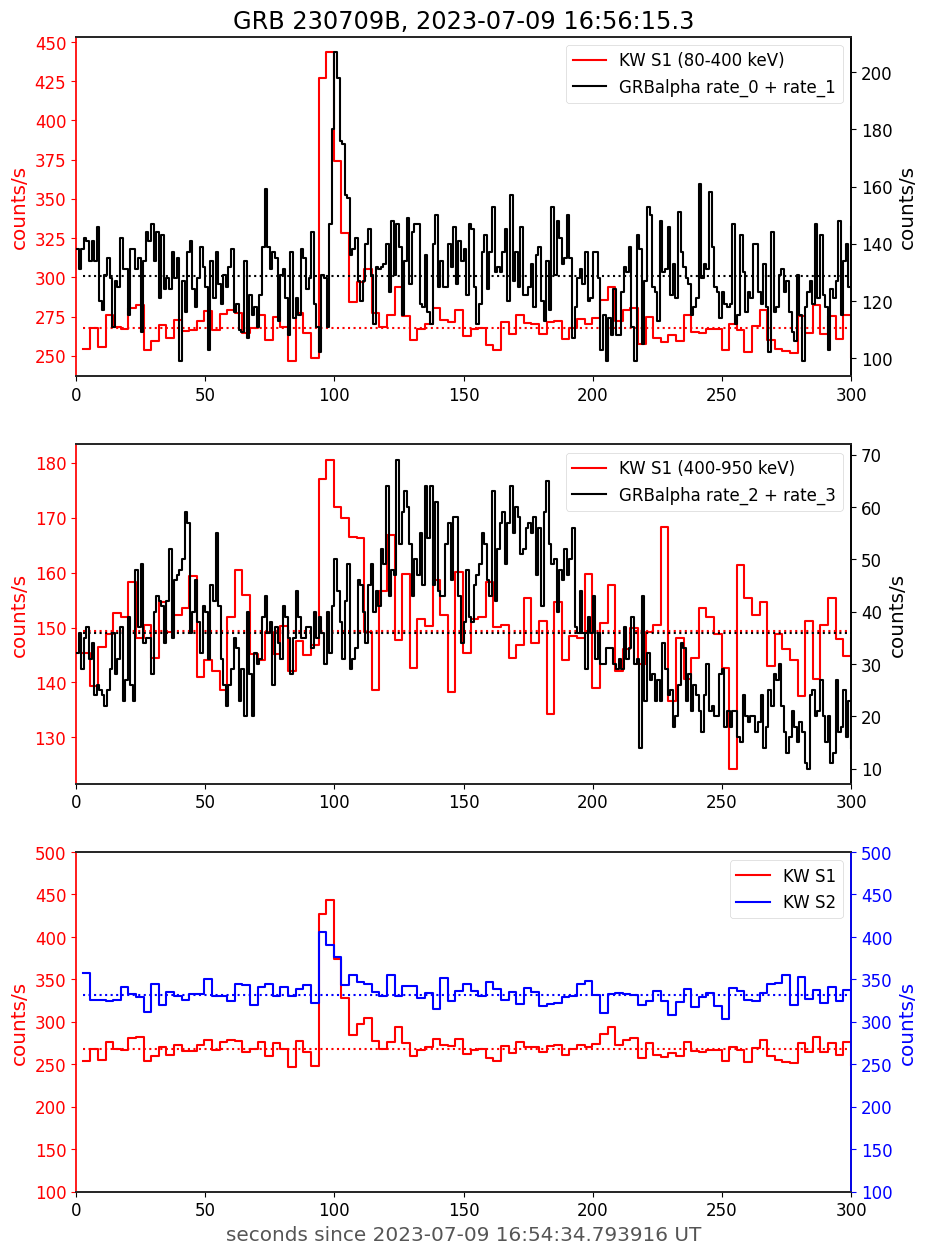 GRB 230709B, 2023-07-09 16:56:15.3
450
425
400
375
350
325
300
275
250
counts/s
KW S1 (80-400 keV)
GRBalpha rate_0 + rate_1
200
180
160
140
120
100
counts/s
0 50 100 150 200 250 300
180
170
160
150
140
130
counts/s
KW S1 (400-950 keV)
GRBalpha rate_2 + rate_3
70
60
50
40
30
20
10
counts/s
0 50 100 150 200 250 300
500
450
400
350
300
250
200
150
100
counts/s
KW S1
KW S2
500
450
400
350
300
250
200
150
100
counts/s
0 50 100 150 200 250 300
seconds since 2023-07-09 16:54:34.793916 UT